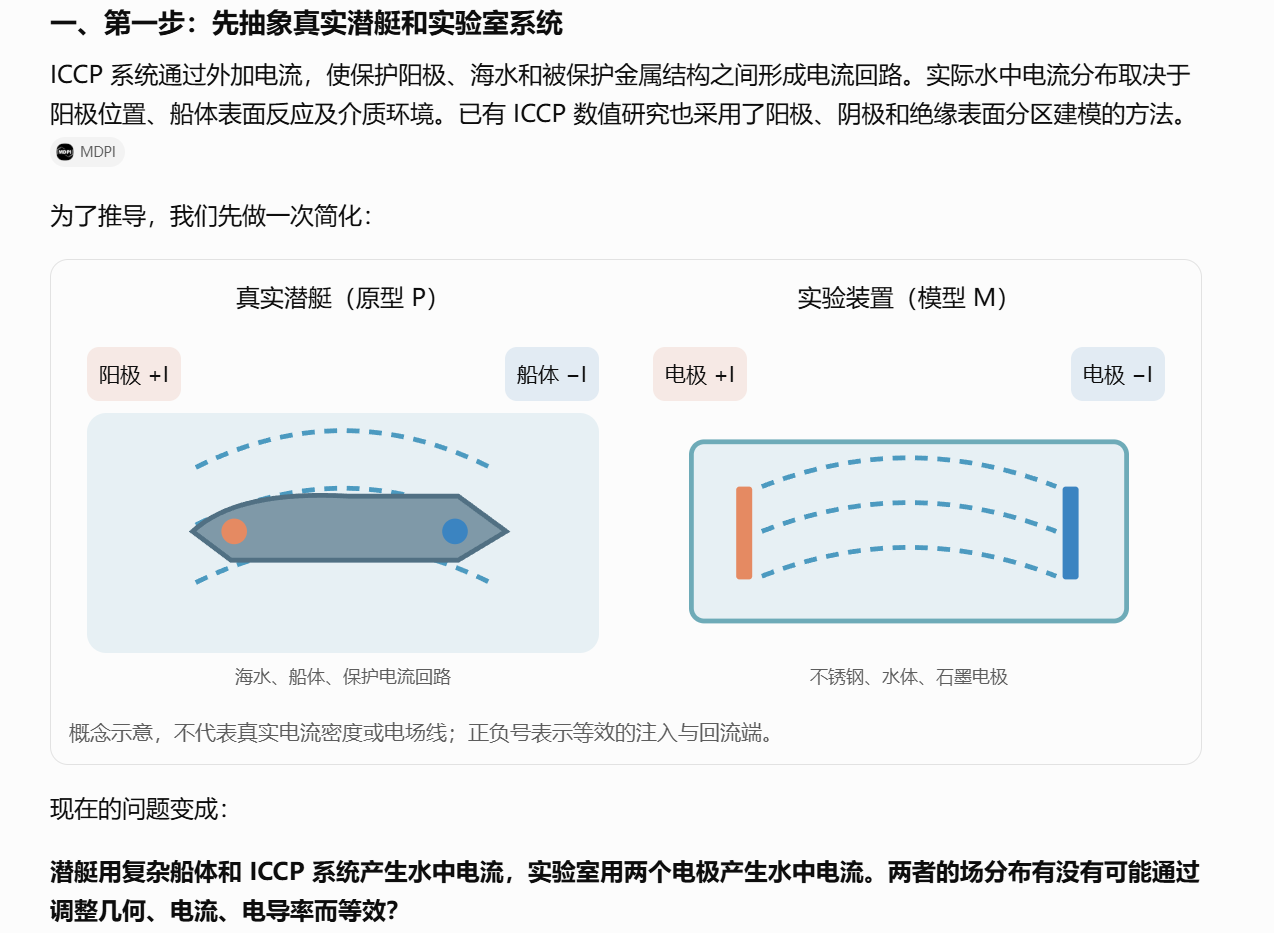 一、第一步：先抽象真实潜艇和实验室系统
ICCP 系统通过外加电流，使保护阳极、海水和被保护金属结构之间形成电流回路。实际水中电流分布取决于
阳极位置、船体表面反应及介质环境。已有 ICCP 数值研究也采用了阳极、阴极和绝缘表面分区建模的方法。
MDPI MDPI
为了推导，我们先做一次简化：
真实潜艇（原型 P）
实验装置（模型 M）
阳极 +I
船体 −I
电极 +I
电极 −I
海水、船体、保护电流回路
不锈钢、水体、石墨电极
概念示意，不代表真实电流密度或电场线；正负号表示等效的注入与回流端。
现在的问题变成：
潜艇用复杂船体和 ICCP 系统产生水中电流，实验室用两个电极产生水中电流。两者的场分布有没有可能通过
调整几何、电流、电导率而等效？